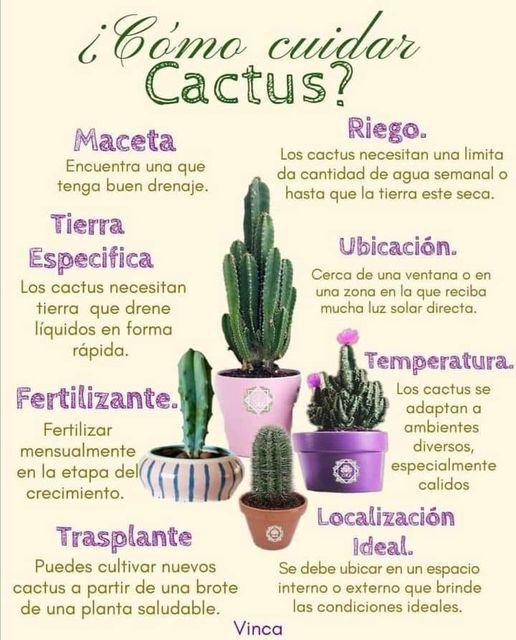 ¿Cómo cuidar
Cactus?
Maceta
Encuentra una que
tenga buen drenaje.
Riego.
Los cactus necesitan una limita
da cantidad de agua semanal o
hasta que la tierra este seca.
Tierra
Especifica
Los cactus necesitan
tierra que drene
líquidos en forma
rápida.
Ubicación.
Cerca de una ventana o en
una zona en la que reciba
mucha luz solar directa.
Temperatura.
Los cactus se
adaptan a
ambientes
diversos,
especialmente
calidos
Fertilizante.
Fertilizar
mensualmente
en la etapa del
crecimiento.
Trasplante
Puedes cultivar nuevos
cactus a partir de una brote
de una planta saludable.
Localización
Ideal.
Se debe ubicar en un espacio
interno o externo que brinde
las condiciones ideales.
Vinca